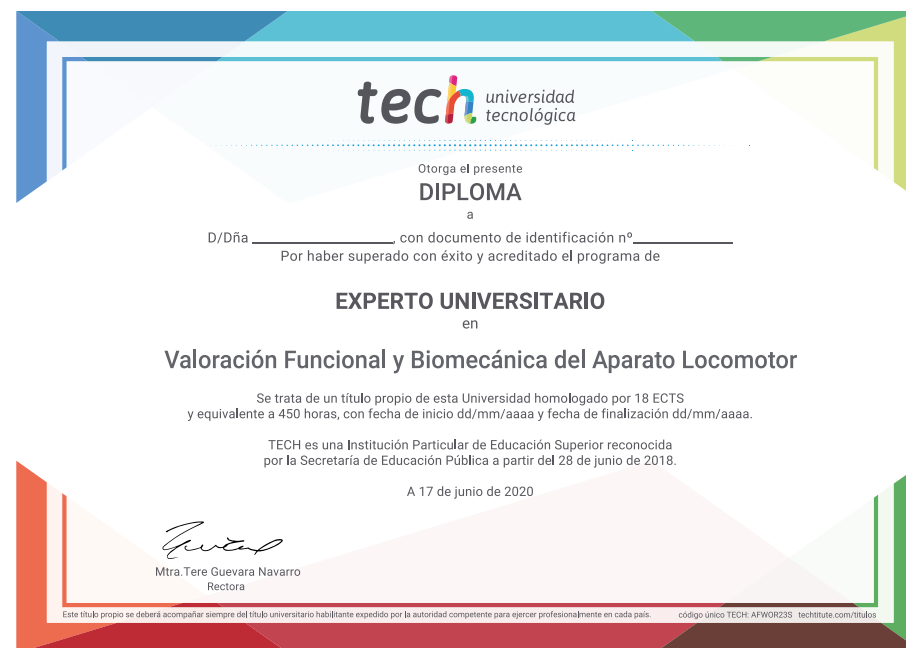 tech universidad
tecnológica
Otorga el presente
DIPLOMA
a
D/Dña ____________________, con documento de identificación nº______________
Por haber superado con éxito y acreditado el programa de
EXPERTO UNIVERSITARIO
en
Valoración Funcional y Biomecánica del Aparato Locomotor
Se trata de un título propio de esta Universidad homologado por 18 ECTS
y equivalente a 450 horas, con fecha de inicio dd/mm/aaaa y fecha de finalización dd/mm/aaaa.
TECH es una Institución Particular de Educación Superior reconocida
por la Secretaría de Educación Pública a partir del 28 de junio de 2018.
A 17 de junio de 2020
Mtra.Tere Guevara Navarro
Rectora
Este título propio se deberá acompañar siempre del título universitario habilitante expedido por la autoridad competente para ejercer profesionalmente en cada país. código único TECH: AFWOR23S techtitute.com/títulos